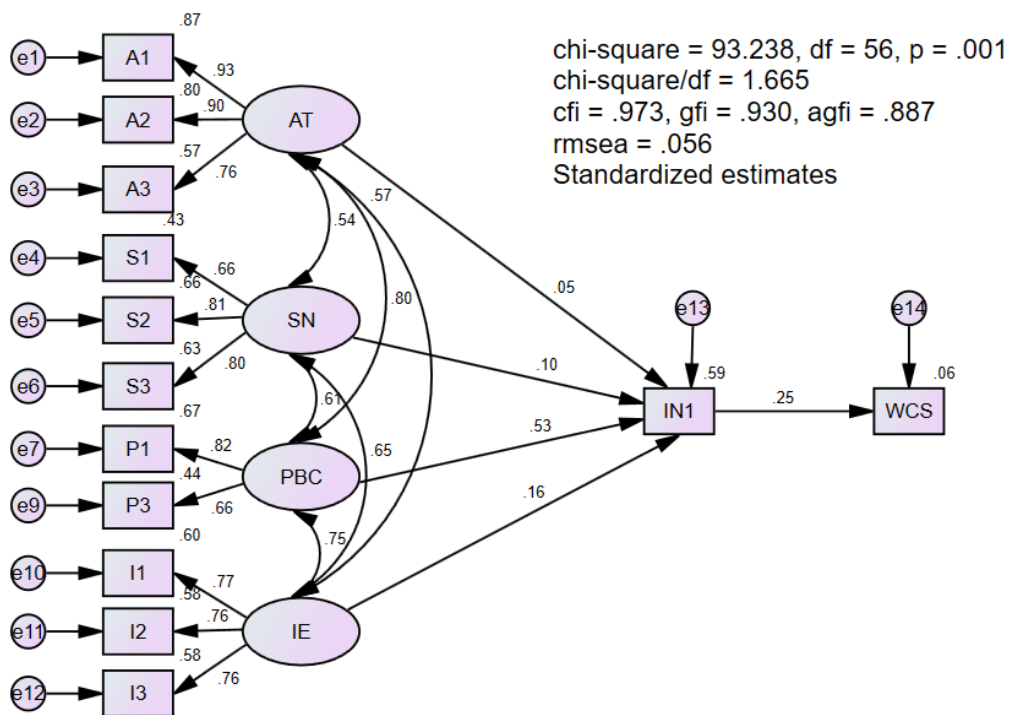 .87
chi-square = 93.238, df = 56, p = .001
chi-square/df = 1.665
cfi = .973, gfi = .930, agfi = .887
rmsea = .056
Standardized estimates
e1 A1 .93
.80
e2 A2 .90 AT
.57
e3 A3 .76 .57
.43 .54
e4 S1 .66
.66 .80 .05
e5 S2 .81 SN e13 e14
.63
e6 S3 .80 .10 .59 .06
.61 IN1 .25 WCS
.67
e7 P1 .82 .53
.44 PBC .65
e9 P3 .66 .16
.60 .75
e10 I1 .77
.58
e11 I2 .76 IE
.58
e12 I3 .76